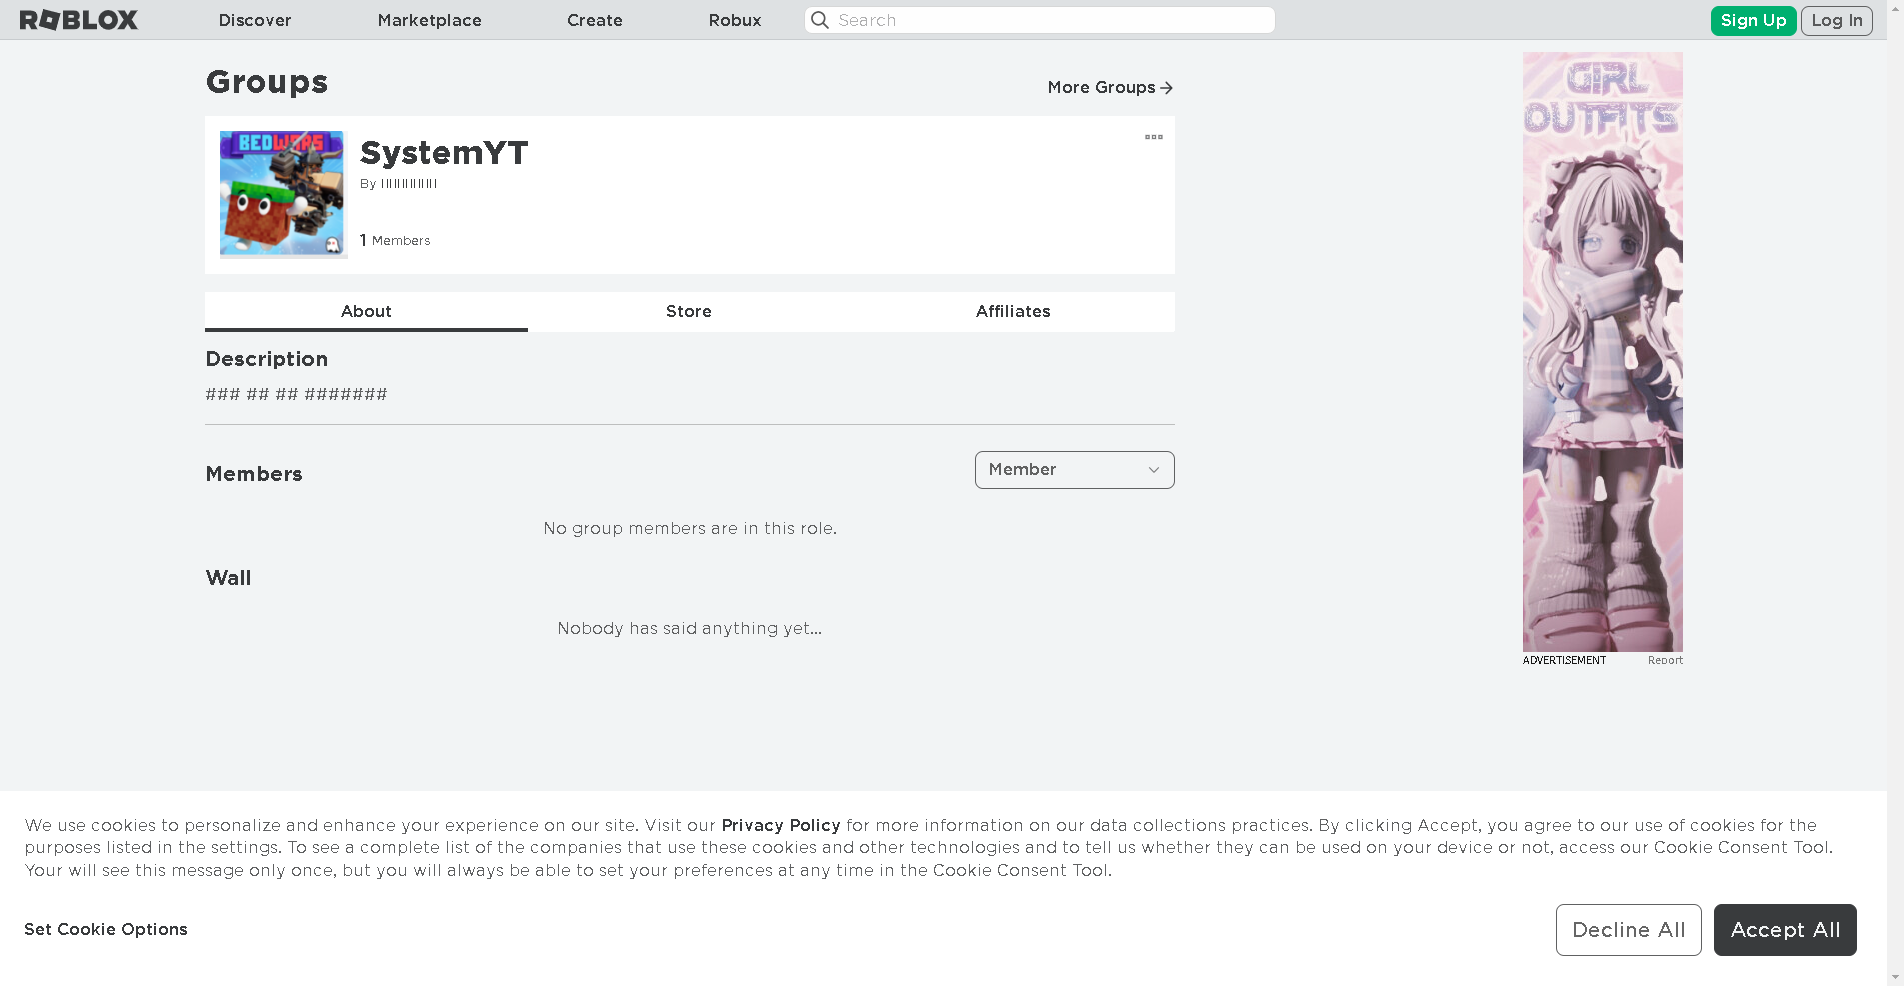 ROBLOX
Discover
Marketplace
Create
Robux
Search
Sign Up
Log In
Groups
More Groups
BEDWARS
SystemYT
By
1 Members
About
Store
Affiliates
Description
### ## ## #######
Members
Member
No group members are in this role.
Wall
Nobody has said anything yet...
GIRL
OUTFITS
ADVERTISEMENT
Report
We use cookies to personalize and enhance your experience on our site. Visit our Privacy Policy for more information on our data collections practices. By clicking Accept, you agree to our use of cookies for the
purposes listed in the settings. To see a complete list of the companies that use these cookies and other technologies and to tell us whether they can be used on your device or not, access our Cookie Consent Tool.
Your will see this message only once, but you will always be able to set your preferences at any time in the Cookie Consent Tool.
Set Cookie Options
Decline All
Accept All